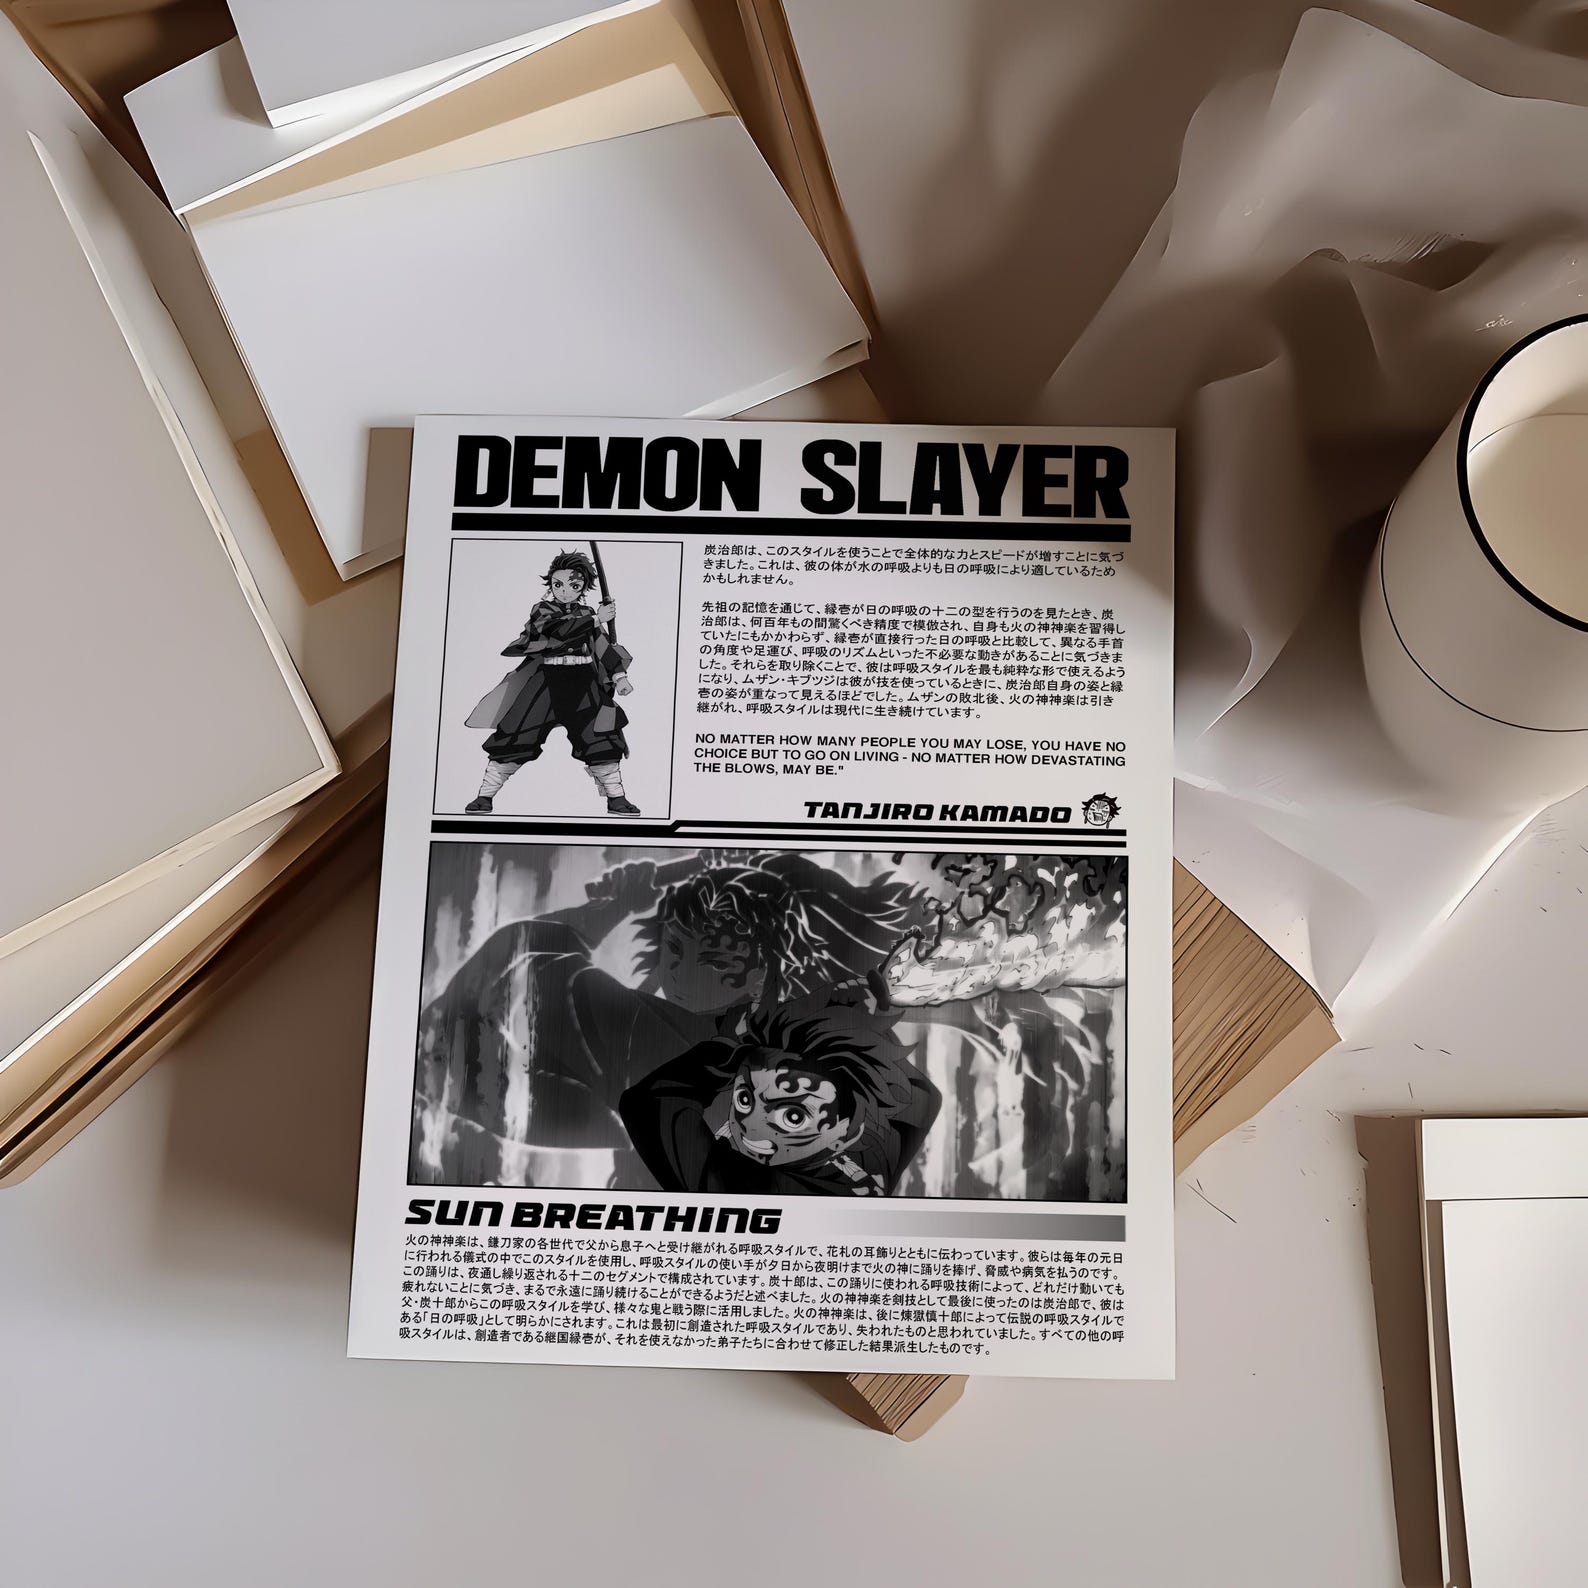 DEMON SLAYER
炭治郎は、このスタイルを使うことで全体的な力とスピードが増すことに気づ
きました。これは、彼の体が水の呼吸よりも日の呼吸により適しているため
かもしれません。
先祖の記憶を通じて、縁壱が日の呼吸の十二の型を行うのを見たとき、炭
治郎は、何百年もの間驚くべき精度で模倣され、自身も火の神神楽を習得し
ていたにもかかわらず、縁壱が直接行った日の呼吸と比較して、異なる手首
の角度や足運び、呼吸のリズムといった不必要な動きがあることに気づきま
した。それらを取り除くことで、彼は呼吸スタイルを最も純粋な形で使えるよう
になり、ムザン・キブツジは彼が技を使っているときに、炭治郎自身の姿と縁
壱の姿が重なって見えるほどでした。ムザンの敗北後、火の神神楽は引き
継がれ、呼吸スタイルは現代に生き続けています。
NO MATTER HOW MANY PEOPLE YOU MAY LOSE, YOU HAVE NO
CHOICE BUT TO GO ON LIVING - NO MATTER HOW DEVASTATING
THE BLOWS, MAY BE."
TANJIRO KAMADO
SUN BREATHING
火の神神楽は、鎌刀家の各世代で父から息子へと受け継がれる呼吸スタイルで、花札の耳飾りとともに伝わっています。彼らは毎年の元日
に行われる儀式の中でこのスタイルを使用し、呼吸スタイルの使い手が夕日から夜明けまで火の神に踊りを捧げ、脅威や病気を払うのです。
この踊りは、夜通し繰り返される十二のセグメントで構成されています。炭十郎は、この踊りに使われる呼吸技術によって、どれだけ動いても
疲れないことに気づき、まるで永遠に踊り続けることができるようだと述べました。火の神神楽を剣技として最後に使ったのは炭治郎で、彼は
父・炭十郎からこの呼吸スタイルを学び、様々な鬼と戦う際に活用しました。火の神神楽は、後に煉獄慎十郎によって伝説の呼吸スタイルで
ある「日の呼吸」として明らかにされます。これは最初に創造された呼吸スタイルであり、失われたものと思われていました。すべての他の呼
吸スタイルは、創造者である継国縁壱が、それを使えなかった弟子たちに合わせて修正した結果派生したものです。